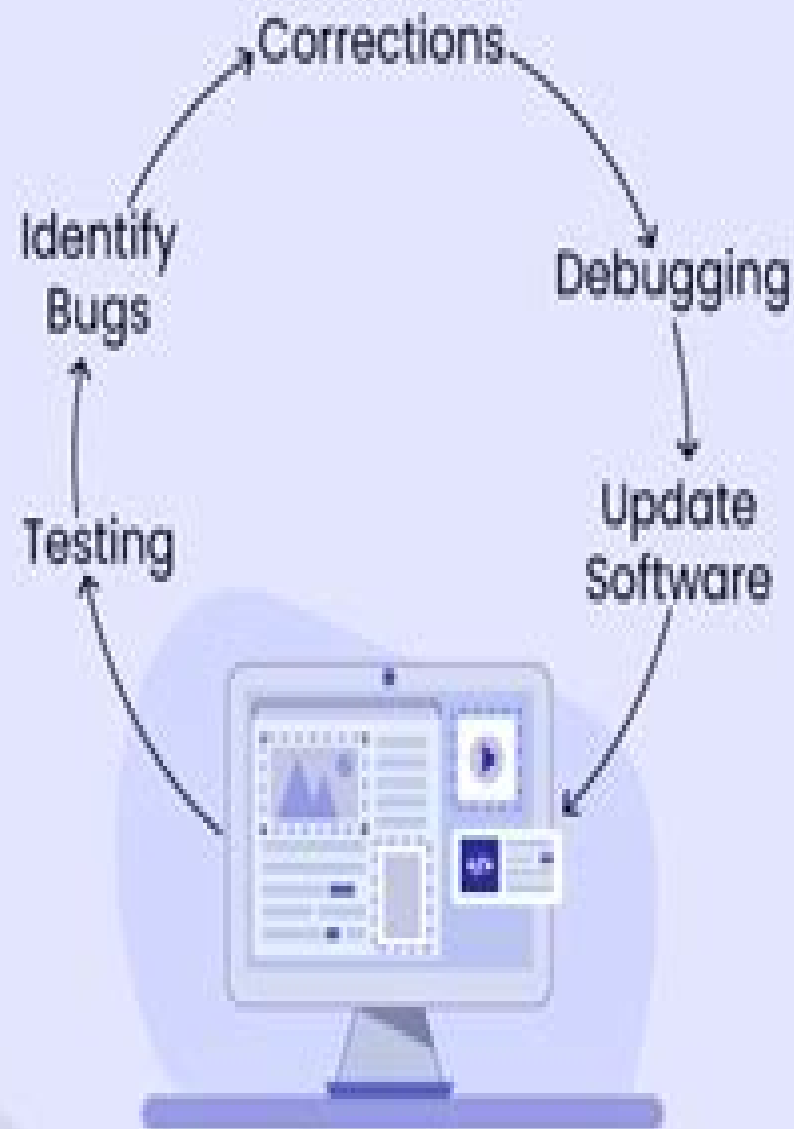 Corrections
Identify
Bugs
Debugging
Update
Software
Testing
</>